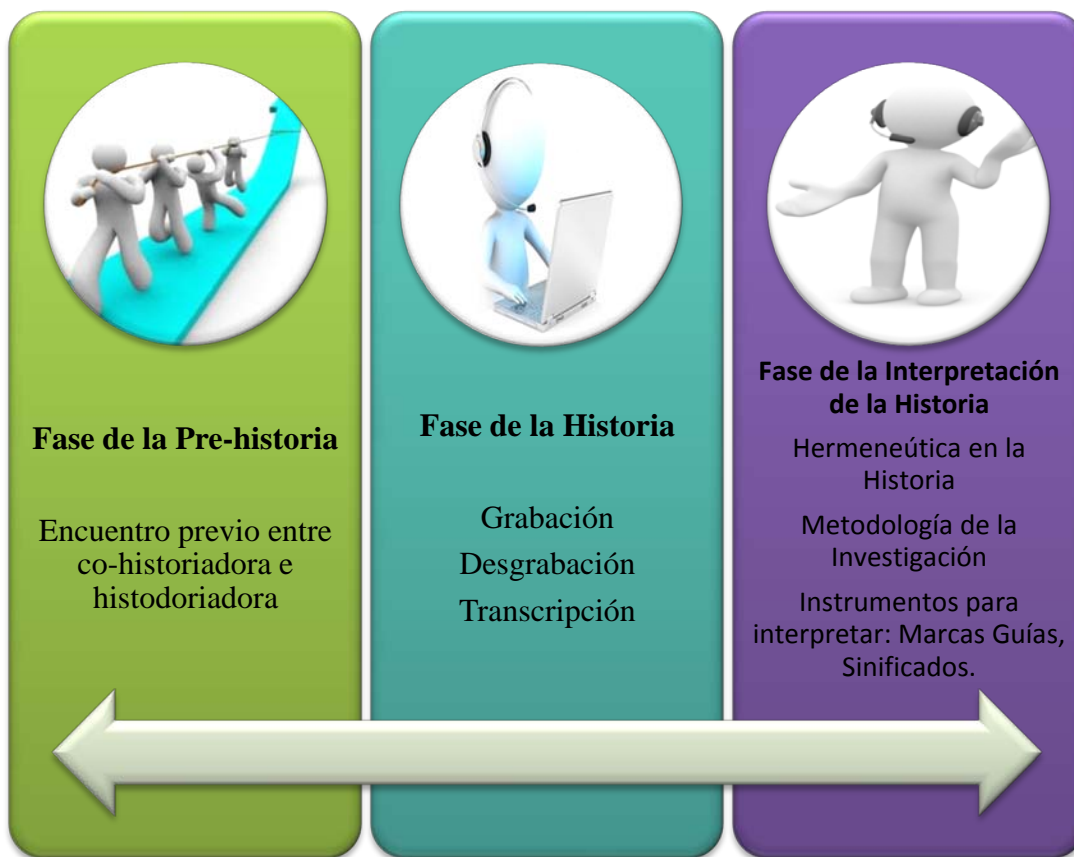 Fase de la Pre-historia
Encuentro previo entre
co-historiadora e
histodoriadora
Fase de la Historia
Grabación
Desgrabación
Transcripción
Fase de la Interpretación
de la Historia
Hermeneútica en la
Historia
Metodología de la
Investigación
Instrumentos para
interpretar: Marcas Guías,
Sinificados.